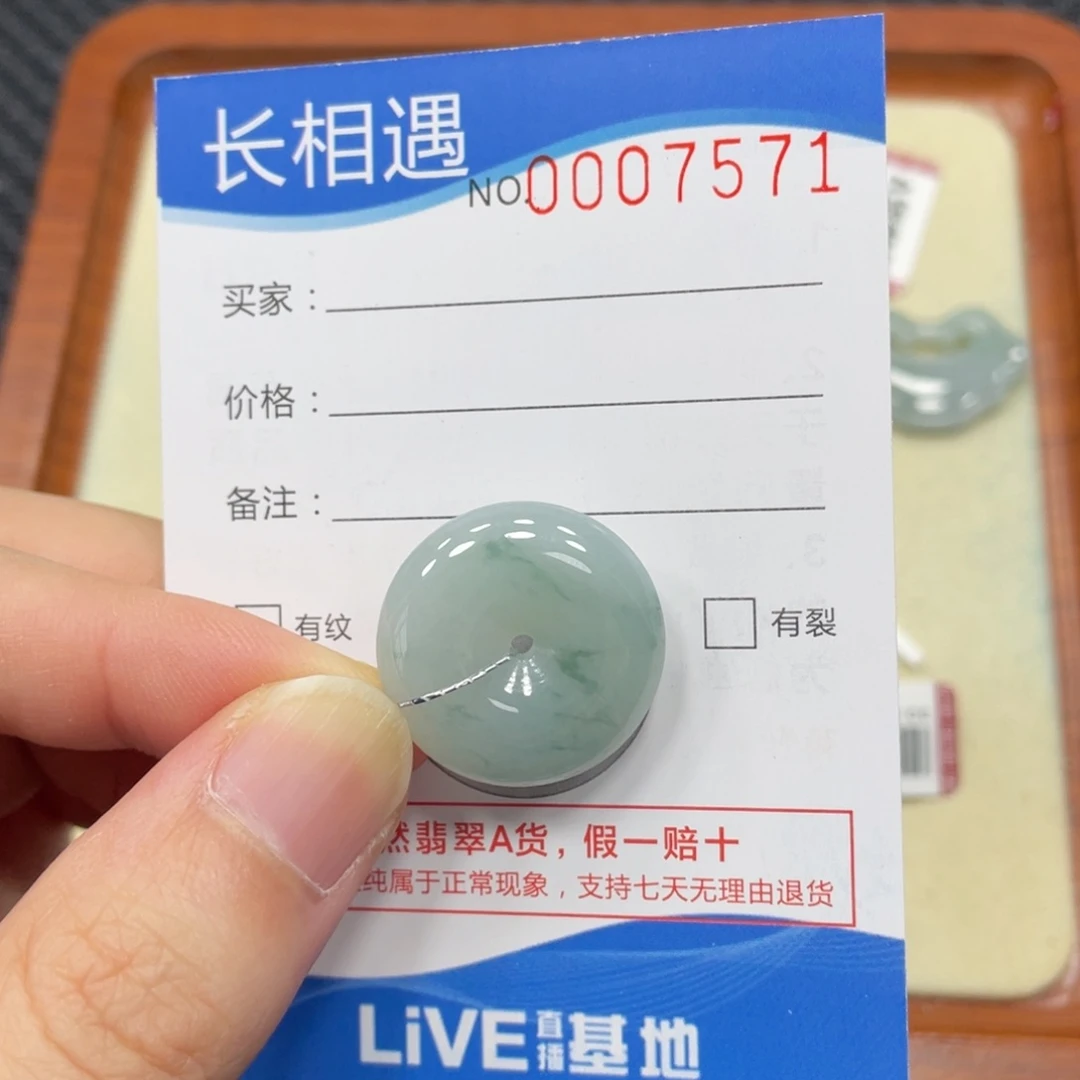 长相遇
NO.0007571
买家：
价格：
备注：
有纹
有裂
然翡翠A货，假一赔十
纯属于正常现象，支持七天无理由退货
LiVE直播基地